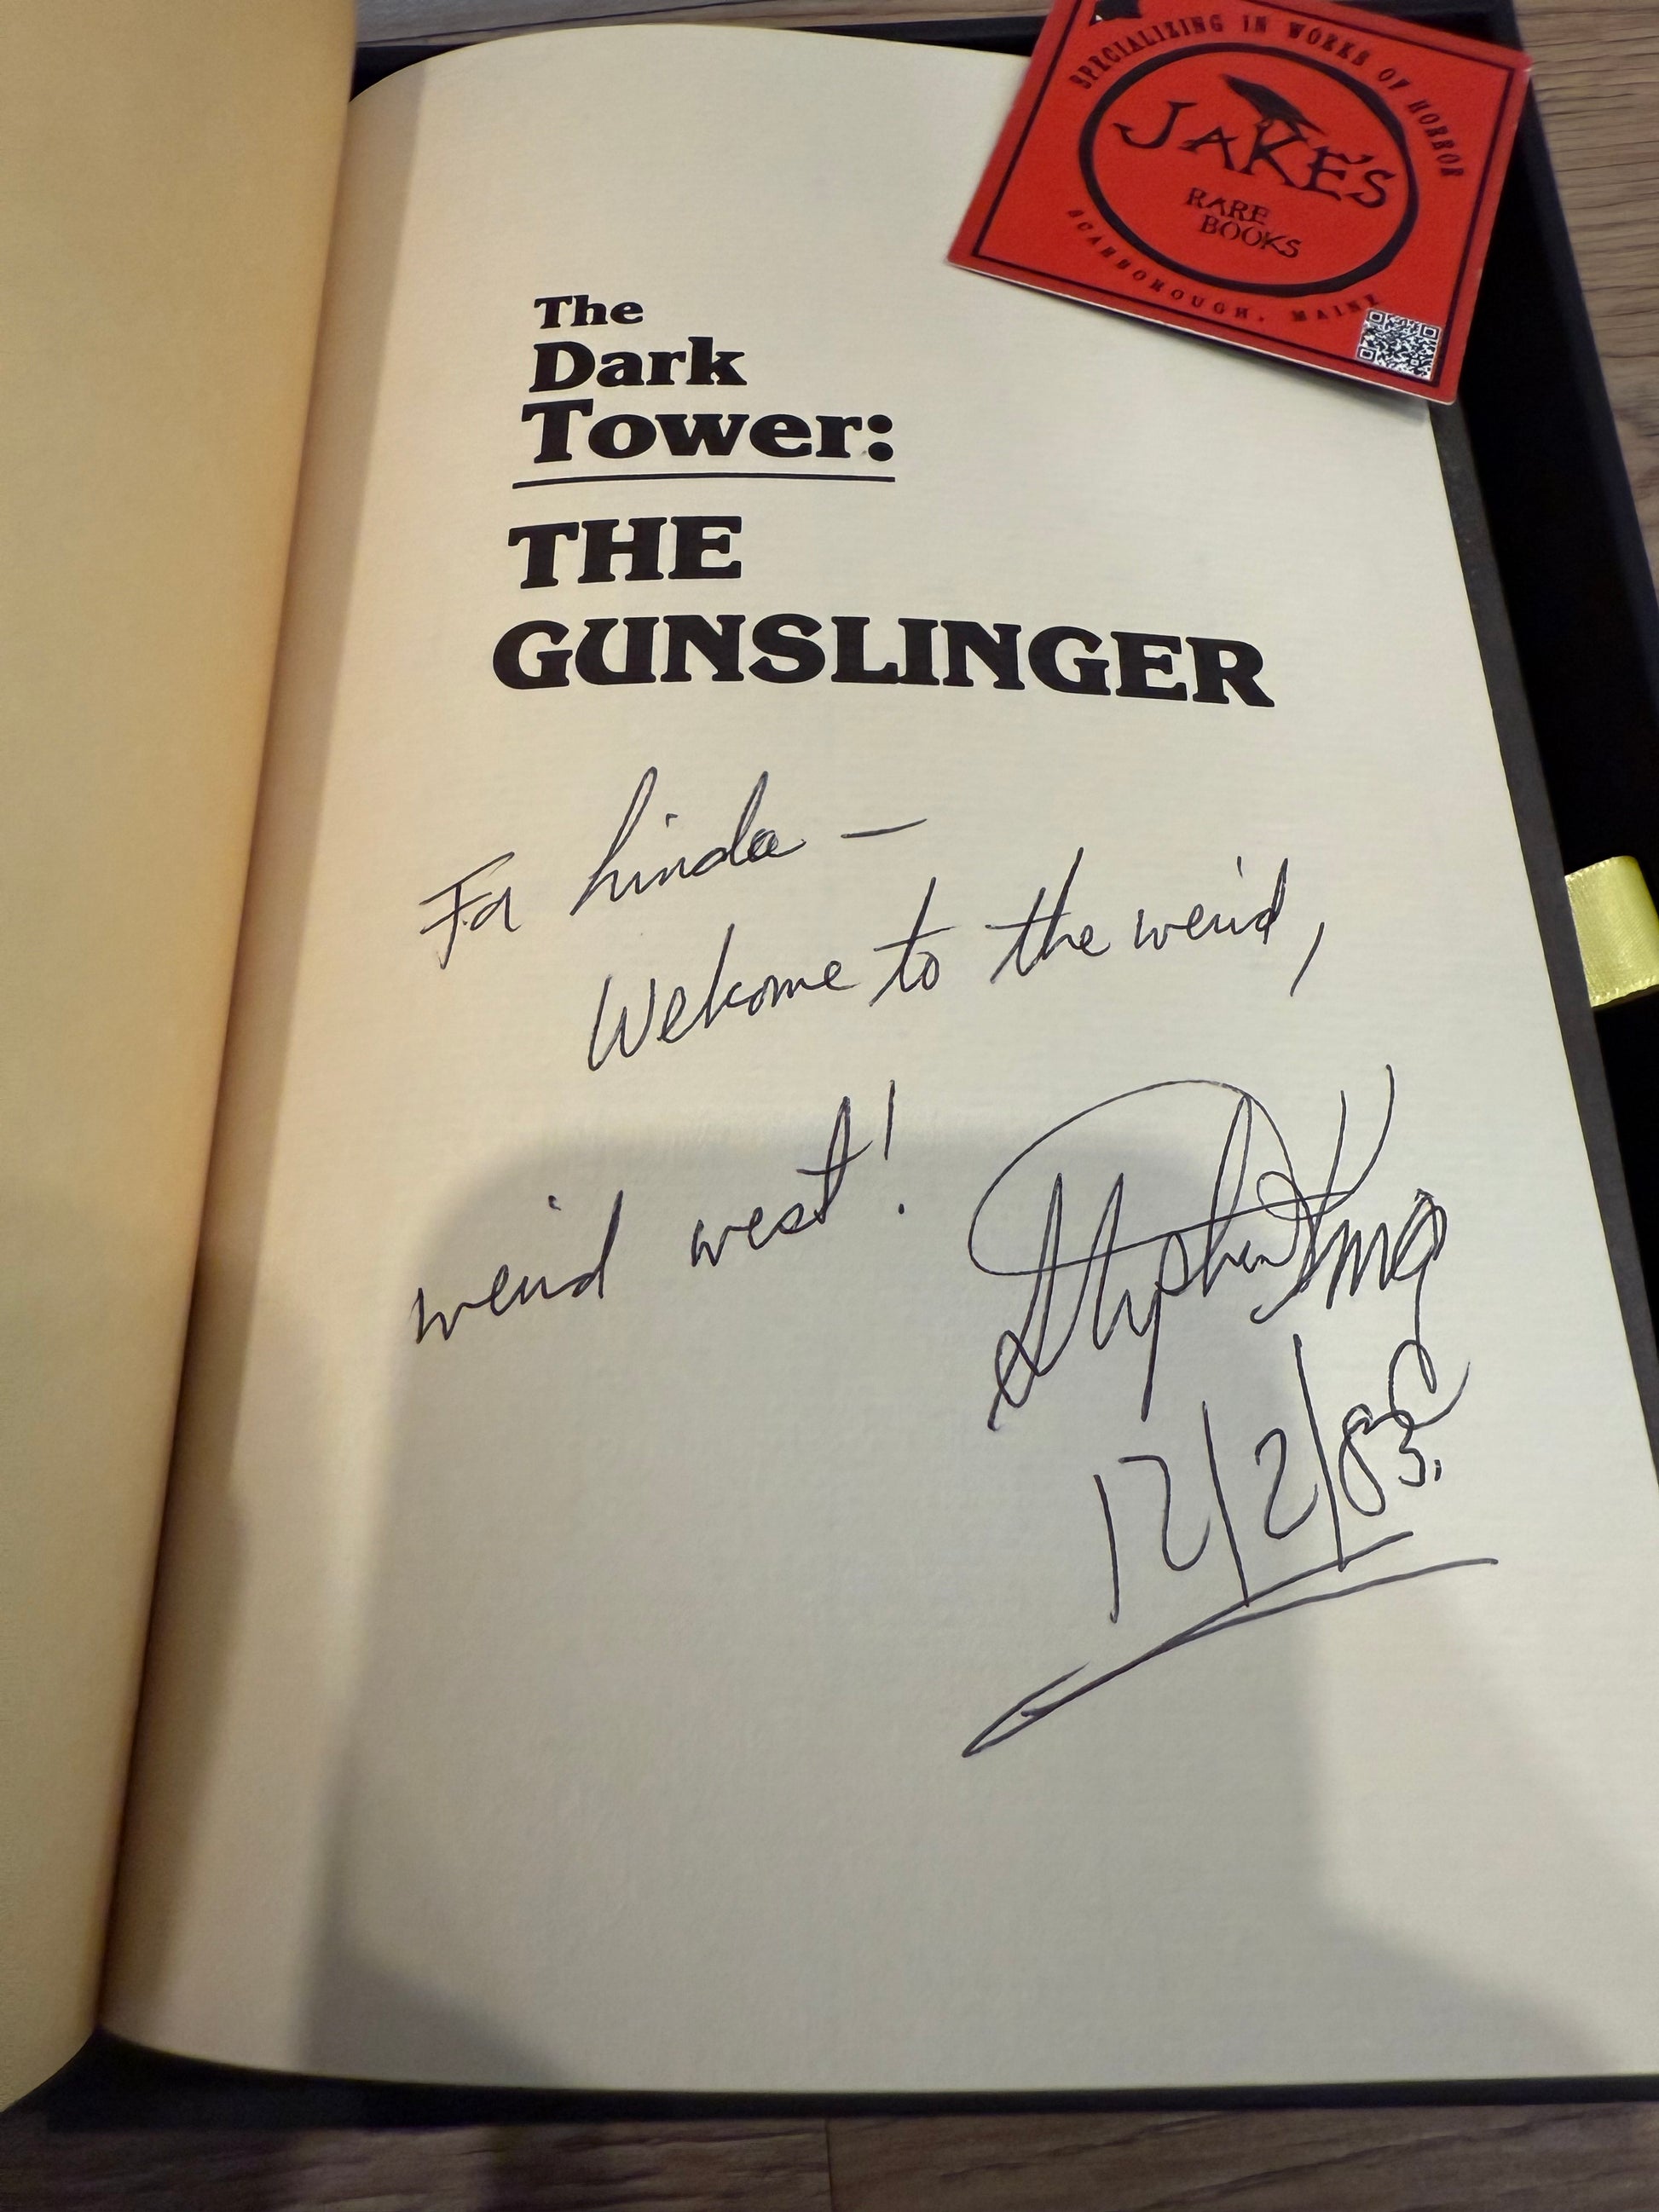 SPECIALIZING IN WORKS OF HORROR
JAKE'S
RARE
BOOKS
SCARBOROUGH, MAINE
The
Dark
Tower:
THE
GUNSLINGER
For Linda —
Welcome to the weird,
weird west!
Stephen King
12/2/83.